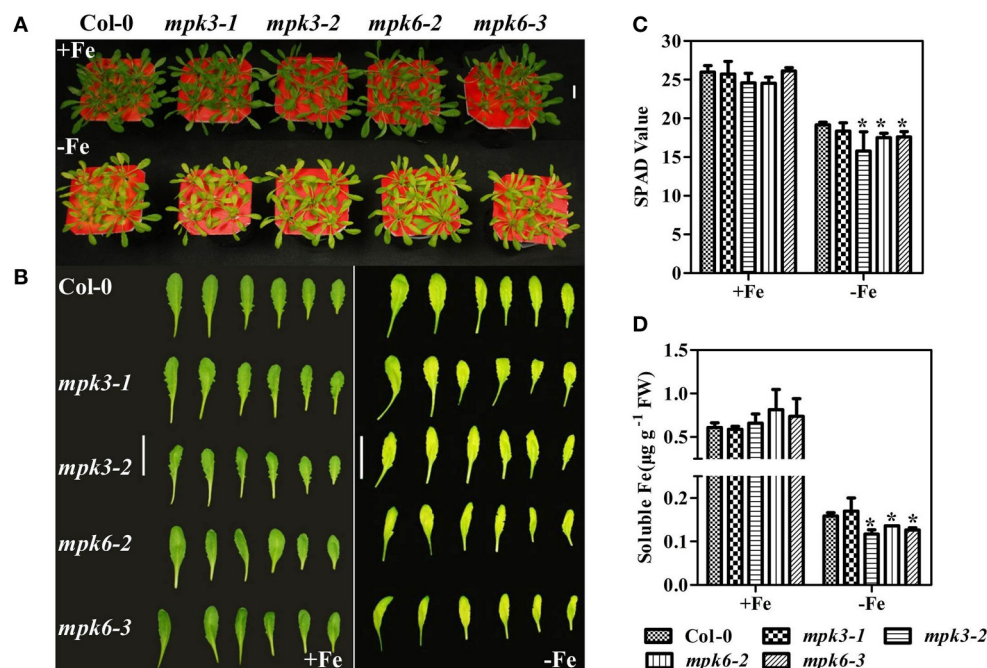 A
Col-0 mpk3-1 mpk3-2 mpk6-2 mpk6-3
+Fe
-Fe
B
Col-0
mpk3-1
mpk3-2
mpk6-2
mpk6-3
+Fe
-Fe
C
SPAD Value
30
25
20
15
10
5
0
* * *
+Fe -Fe
D
Soluble Fe(µg g⁻¹ FW)
1.5
1.0
0.5
0.2
0.1
0.0
* * *
+Fe -Fe
Col-0 mpk3-1 mpk3-2
mpk6-2 mpk6-3